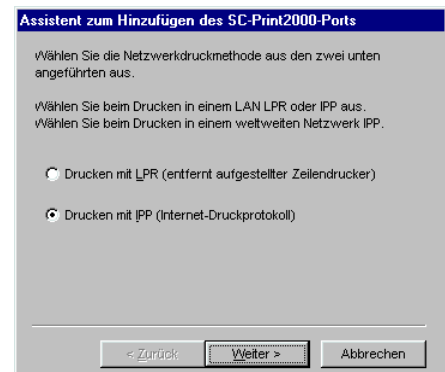 Assistent zum Hinzufügen des SC-Print2000-Ports
Wählen Sie die Netzwerkdruckmethode aus den zwei unten
angeführten aus.
Wählen Sie beim Drucken in einem LAN LPR oder IPP aus.
Wählen Sie beim Drucken in einem weltweiten Netzwerk IPP.
Drucken mit LPR (entfernt aufgestellter Zeilendrucker)
Drucken mit IPP (Internet-Druckprotokoll)
< Zurück Weiter > Abbrechen